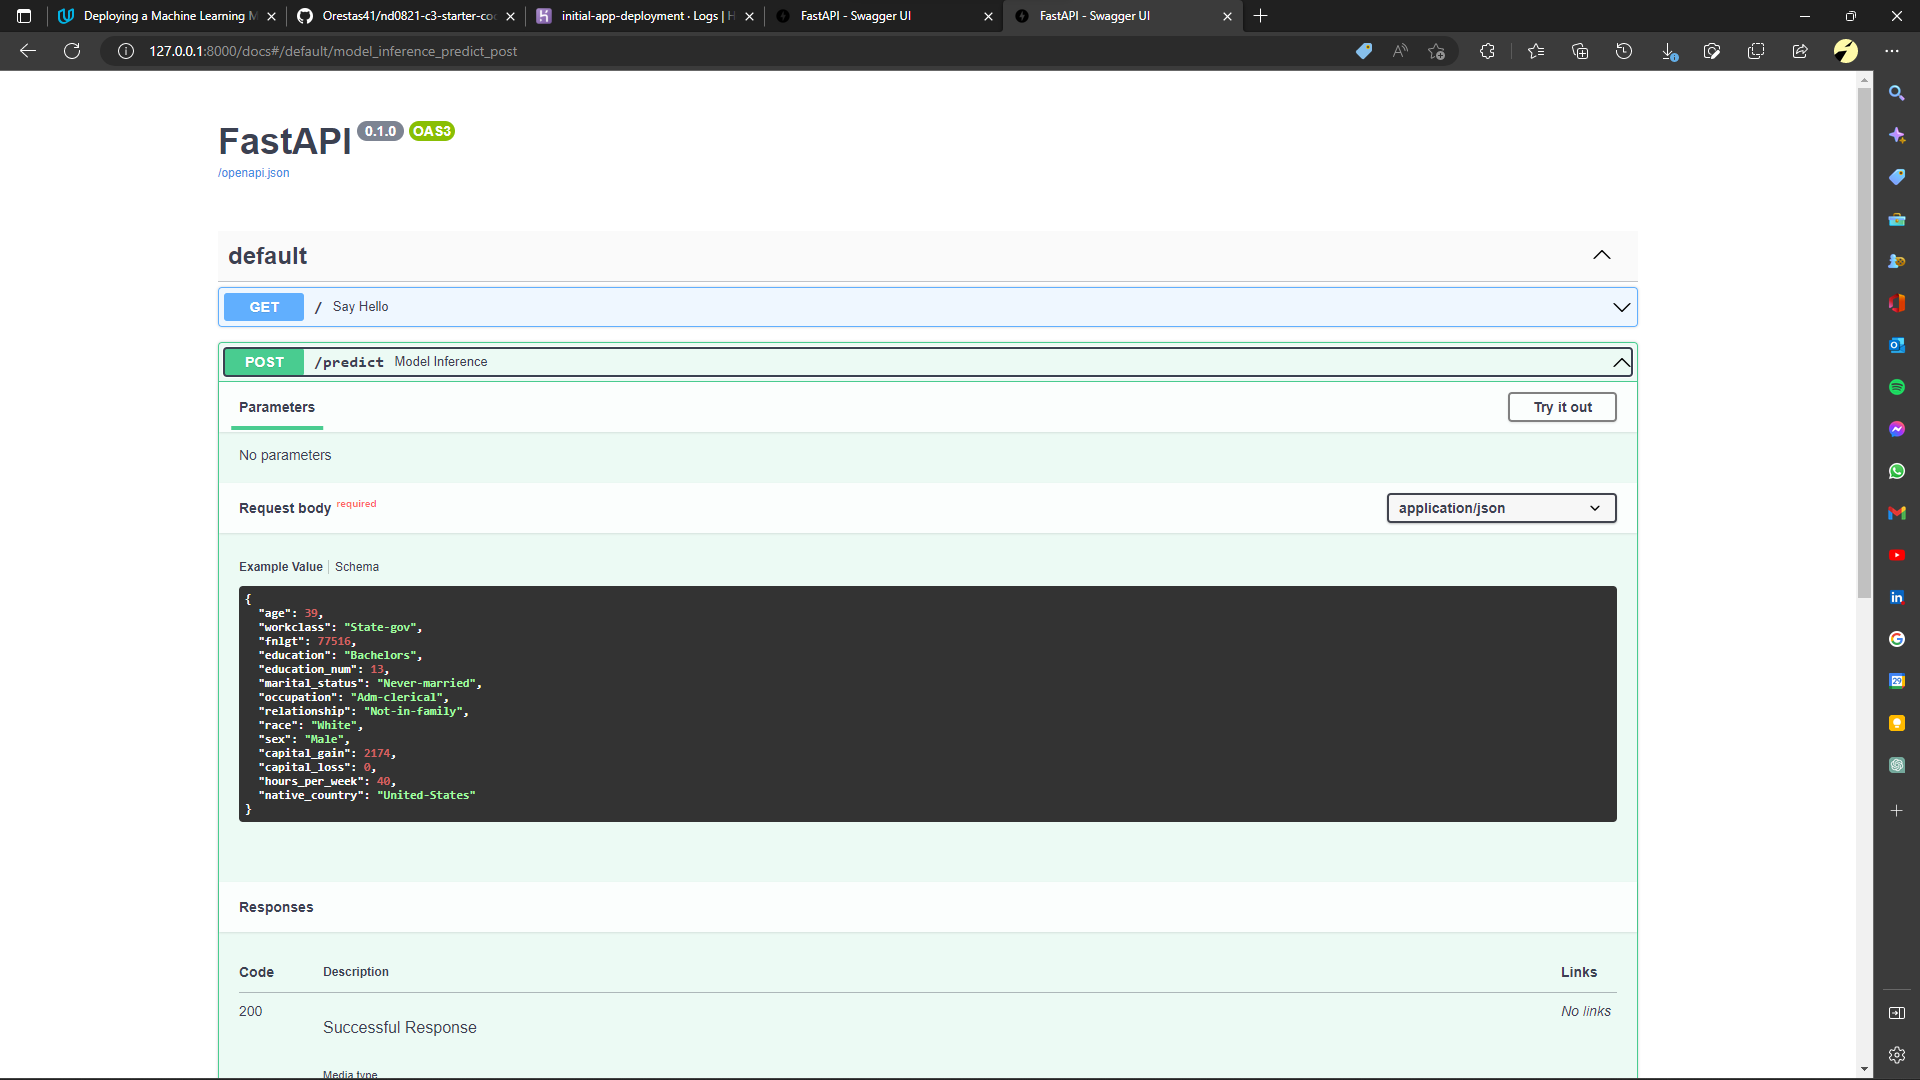 Deploying a Machine Learning M
Orestas41/nd0821-c3-starter-co
initial-app-deployment · Logs | H
FastAPI - Swagger UI
FastAPI - Swagger UI
127.0.0.1:8000/docs#/default/model_inference_predict_post
FastAPI 0.1.0 OAS3
/openapi.json
default
GET / Say Hello
POST /predict Model Inference
Parameters
Try it out
No parameters
Request body required
application/json
Example Value | Schema
{
"age": 39,
"workclass": "State-gov",
"fnlgt": 77516,
"education": "Bachelors",
"education_num": 13,
"marital_status": "Never-married",
"occupation": "Adm-clerical",
"relationship": "Not-in-family",
"race": "White",
"sex": "Male",
"capital_gain": 2174,
"capital_loss": 0,
"hours_per_week": 40,
"native_country": "United-States"
}
Responses
Code Description Links
200 No links
Successful Response
Media type